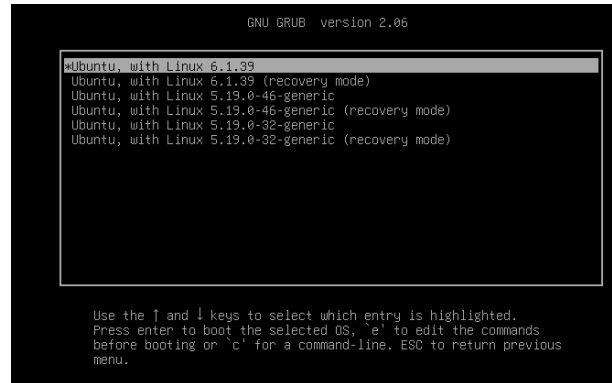 GNU GRUB version 2.06
*Ubuntu, with Linux 6.1.39
Ubuntu, with Linux 6.1.39 (recovery mode)
Ubuntu, with Linux 5.19.0-46-generic
Ubuntu, with Linux 5.19.0-46-generic (recovery mode)
Ubuntu, with Linux 5.19.0-32-generic
Ubuntu, with Linux 5.19.0-32-generic (recovery mode)
Use the ↑ and ↓ keys to select which entry is highlighted.
Press enter to boot the selected OS, `e' to edit the commands
before booting or `c' for a command-line. ESC to return previous
menu.